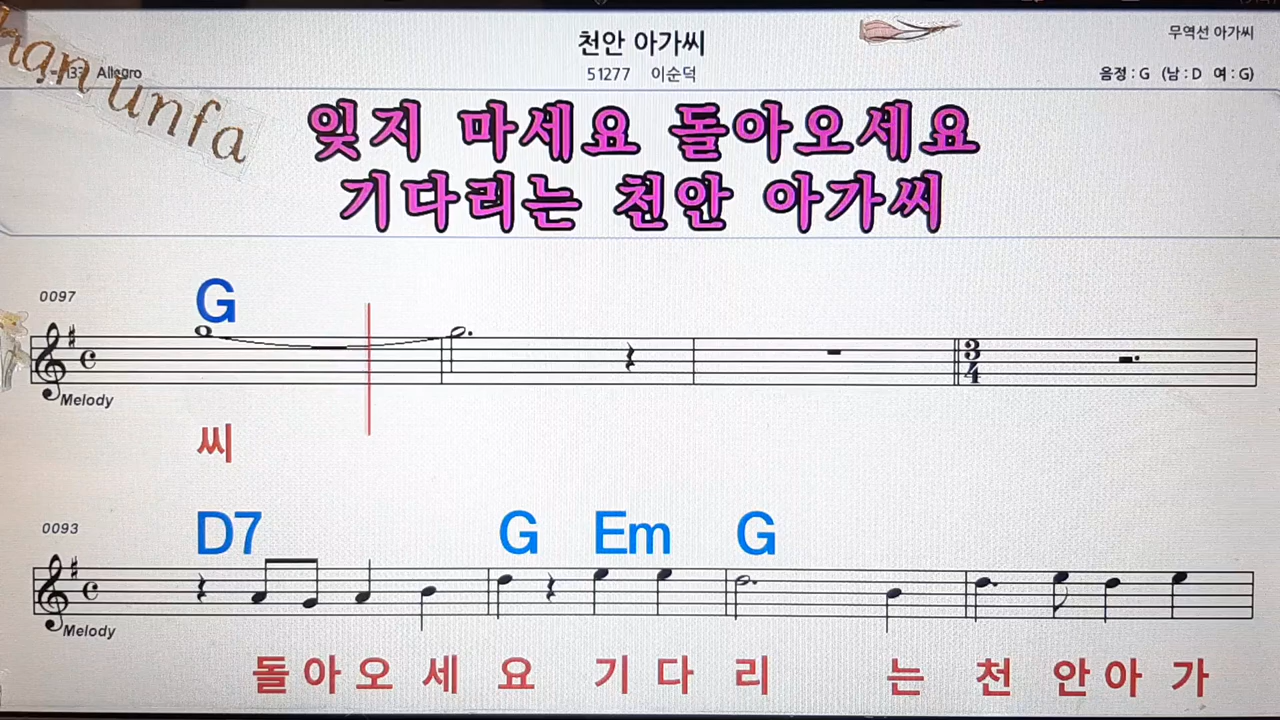 천안 아가씨
무역선 아가씨
51277 이순덕
Allegro
음정 : G (남 : D 여 : G)
unfa
잊지 마세요 돌아오세요
기다리는 천안 아가씨
0097
G
3
4
Melody
씨
0093
D7 G Em G
Melody
돌아오 세 요 기 다 리 는 천 안 아 가